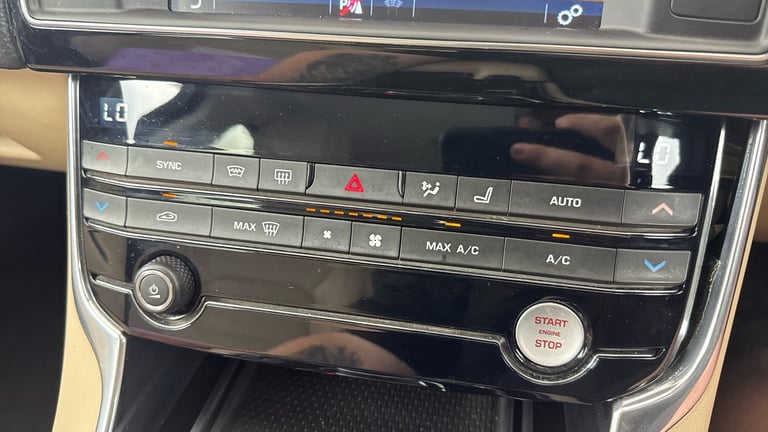 LO
LO
SYNC
AUTO
MAX
MAX A/C
A/C
START
ENGINE
STOP